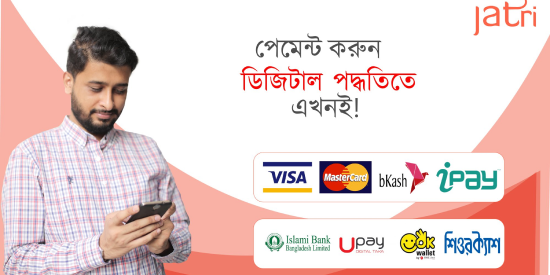 jatri
পেমেন্ট করুন
ডিজিটাল পদ্ধতিতে
এখনই!
VISA MasterCard bKash ipay
Islami Bank Bangladesh Limited Upay OK wallet শিওরক্যাশ